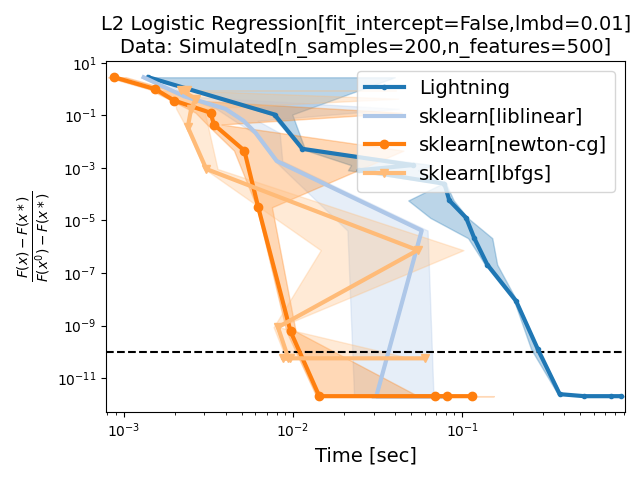 L2 Logistic Regression[fit_intercept=False,lmbd=0.01]
Data: Simulated[n_samples=200,n_features=500]
Lightning
sklearn[liblinear]
sklearn[newton-cg]
sklearn[lbfgs]
F(x) − F(x*)
F(x⁰) − F(x*)
10¹
10⁻¹
10⁻³
10⁻⁵
10⁻⁷
10⁻⁹
10⁻¹¹
10⁻³
10⁻²
10⁻¹
Time [sec]